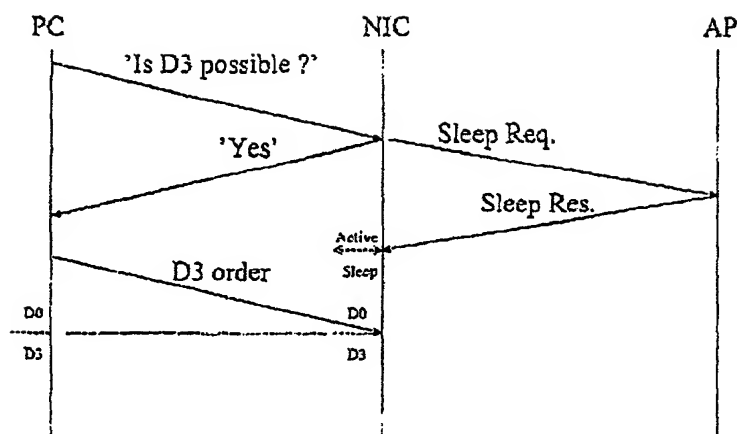 PC NIC AP
'Is D3 possible ?'
'Yes' Sleep Req.
Sleep Res.
Active
Sleep
D3 order
D0 D0
D3 D3